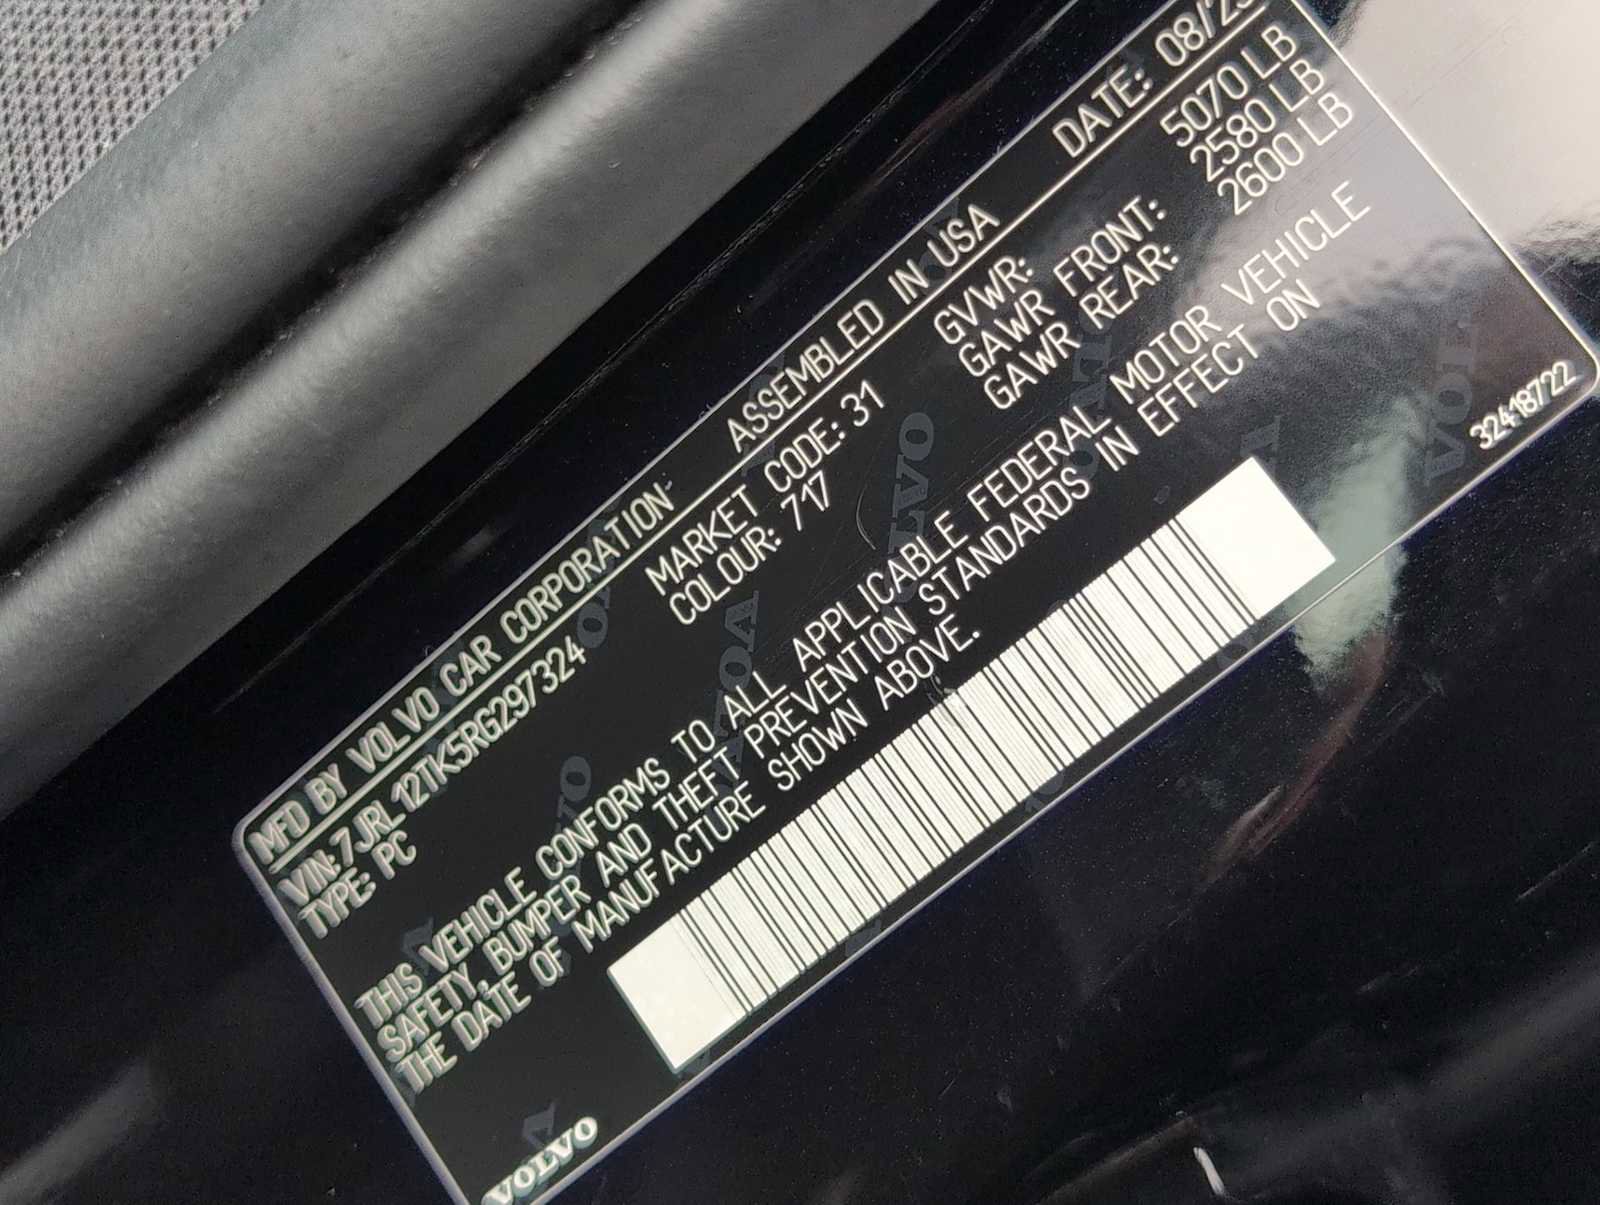 MFD BY VOLVO CAR CORPORATION ASSEMBLED IN USA DATE: 08/23
VIN:7JRL12TK5RG297324 MARKET CODE: 31 GVWR: 5070 LB
TYPE: PC COLOUR: 717 GAWR FRONT: 2580 LB
GAWR REAR: 2600 LB
THIS VEHICLE CONFORMS TO ALL APPLICABLE FEDERAL MOTOR VEHICLE
SAFETY, BUMPER AND THEFT PREVENTION STANDARDS IN EFFECT ON
THE DATE OF MANUFACTURE SHOWN ABOVE.
VOLVO 32418722